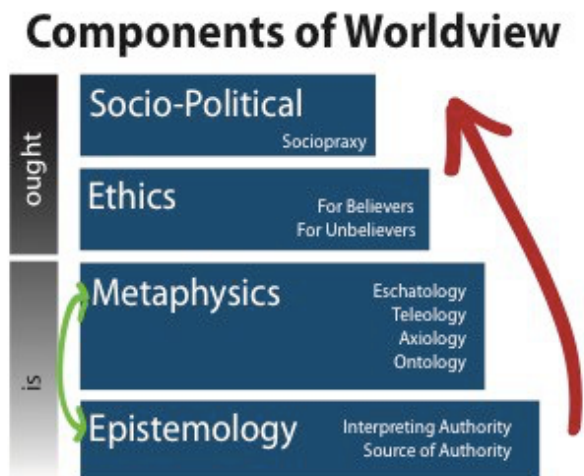 Components of Worldview
ought
Socio-Political
Sociopraxy
Ethics
For Believers
For Unbelievers
is
Metaphysics
Eschatology
Teleology
Axiology
Ontology
Epistemology
Interpreting Authority
Source of Authority